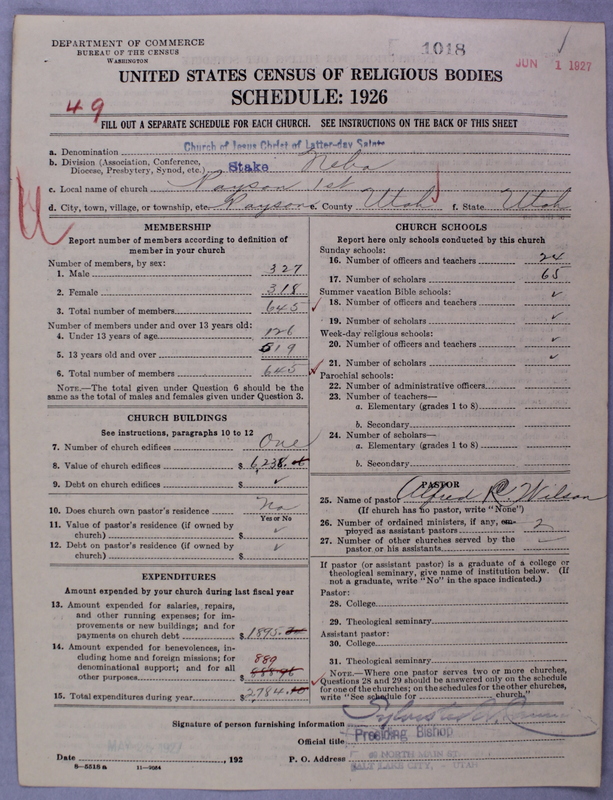 DEPARTMENT OF COMMERCE
BUREAU OF THE CENSUS
WASHINGTON
1018
JUN 1 1927
UNITED STATES CENSUS OF RELIGIOUS BODIES
SCHEDULE: 1926
49
FILL OUT A SEPARATE SCHEDULE FOR EACH CHURCH. SEE INSTRUCTIONS ON THE BACK OF THIS SHEET
a. Denomination Church of Jesus Christ of Latter-day Saints
b. Division (Association, Conference, Diocese, Presbytery, Synod, etc.) Stake Nebo
c. Local name of church Payson 1st
d. City, town, village, or township, etc. Payson e. County Utah f. State Utah
MEMBERSHIP
Report number of members according to definition of
member in your church
Number of members, by sex:
1. Male 327
2. Female 318
3. Total number of members 645
Number of members under and over 13 years old:
4. Under 13 years of age 126
5. 13 years old and over 519
6. Total number of members 645
NOTE.—The total given under Question 6 should be the
same as the total of males and females given under Question 3.
CHURCH BUILDINGS
See instructions, paragraphs 10 to 12
7. Number of church edifices One
8. Value of church edifices $ 6,238.
9. Debt on church edifices $ ✓
10. Does church own pastor's residence No
Yes or No
11. Value of pastor's residence (if owned by
church) $ ✓
12. Debt on pastor's residence (if owned by
church) $ ✓
EXPENDITURES
Amount expended by your church during last fiscal year
13. Amount expended for salaries, repairs,
and other running expenses; for im-
provements or new buildings; and for
payments on church debt $ 1895.
14. Amount expended for benevolences, in-
cluding home and foreign missions; for
denominational support; and for all
other purposes 889
15. Total expenditures during year $ 2784.
CHURCH SCHOOLS
Report here only schools conducted by this church
Sunday schools:
16. Number of officers and teachers 24
17. Number of scholars 65
Summer vacation Bible schools:
18. Number of officers and teachers ✓
19. Number of scholars ✓
Week-day religious schools:
20. Number of officers and teachers ✓
21. Number of scholars ✓
Parochial schools:
22. Number of administrative officers
23. Number of teachers—
a. Elementary (grades 1 to 8)
b. Secondary
24. Number of scholars—
a. Elementary (grades 1 to 8)
b. Secondary
PASTOR
25. Name of pastor Alfred R. Wilson
(If church has no pastor, write "None")
26. Number of ordained ministers, if any, em-
ployed as assistant pastors 2
27. Number of other churches served by the
pastor or his assistants
If pastor (or assistant pastor) is a graduate of a college or
theological seminary, give name of institution below. (If
not a graduate, write "No" in the space indicated.)
Pastor:
28. College
29. Theological seminary
Assistant pastor:
30. College
31. Theological seminary
NOTE.—Where one pastor serves two or more churches,
Questions 28 and 29 should be answered only on the schedule
for one of the churches; on the schedules for the other churches,
write "See schedule for church."
Signature of person furnishing information Sylvester Q. Cannon
Official title Presiding Bishop
Date , 192 P. O. Address 40 NORTH MAIN ST.
SALT LAKE CITY, UTAH
8—5518 a 11—9084